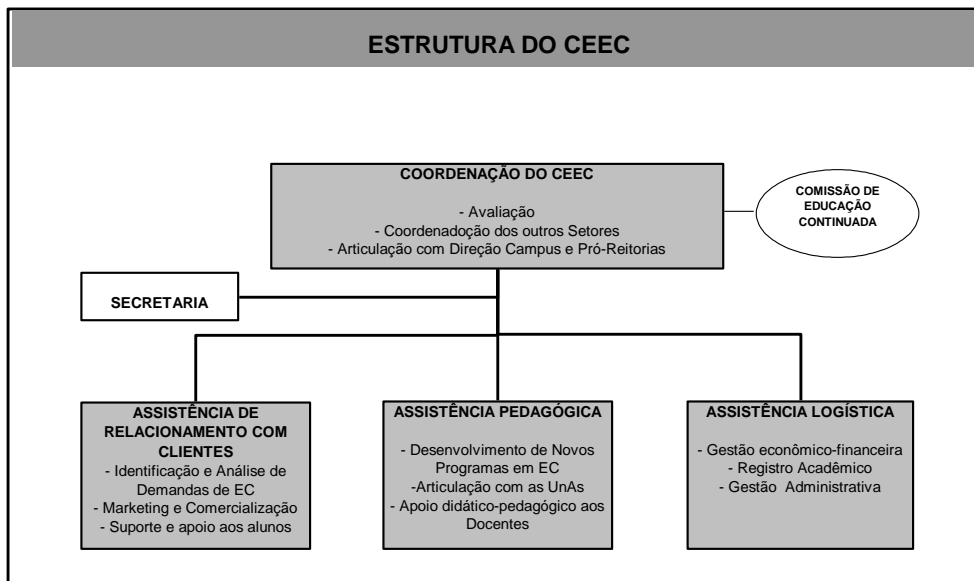 ESTRUTURA DO CEEC
COORDENAÇÃO DO CEEC
- Avaliação
- Coordenadoção dos outros Setores
- Articulação com Direção Campus e Pró-Reitorias
COMISSÃO DE
EDUCAÇÃO
CONTINUADA
SECRETARIA
ASSISTÊNCIA DE
RELACIONAMENTO COM
CLIENTES
- Identificação e Análise de
Demandas de EC
- Marketing e Comercialização
- Suporte e apoio aos alunos
ASSISTÊNCIA PEDAGÓGICA
- Desenvolvimento de Novos
Programas em EC
-Articulação com as UnAs
- Apoio didático-pedagógico aos
Docentes
ASSISTÊNCIA LOGÍSTICA
- Gestão econômico-financeira
- Registro Acadêmico
- Gestão Administrativa